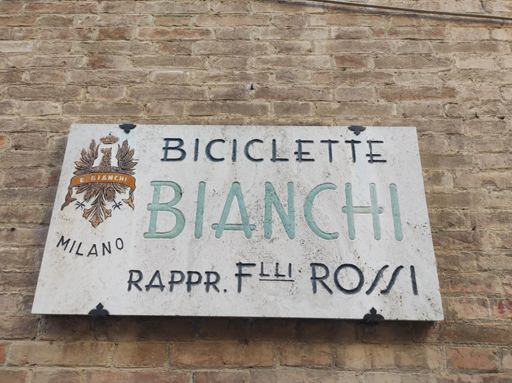 BICICLETTE
E. BIANCHI
BIANCHI
MILANO
RAPPR. FLLI ROSSI